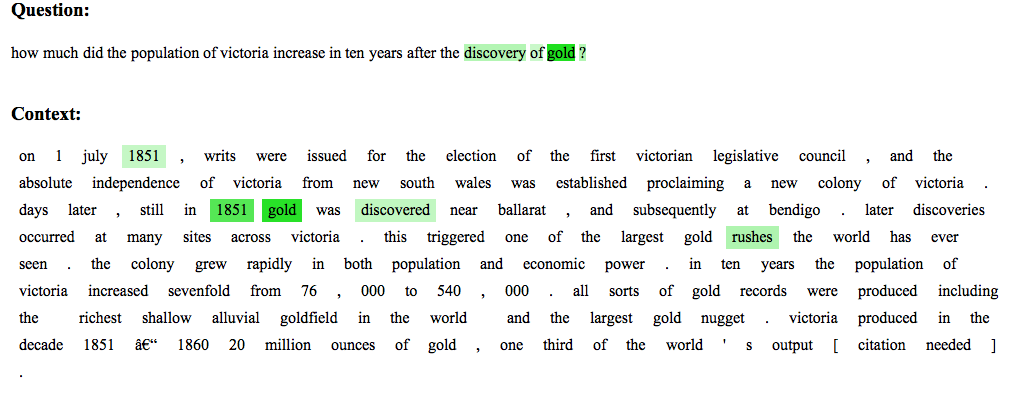 Question:
how much did the population of victoria increase in ten years after the discovery of gold ?
Context:
on 1 july 1851 , writs were issued for the election of the first victorian legislative council , and the
absolute independence of victoria from new south wales was established proclaiming a new colony of victoria .
days later , still in 1851 gold was discovered near ballarat , and subsequently at bendigo . later discoveries
occurred at many sites across victoria . this triggered one of the largest gold rushes the world has ever
seen . the colony grew rapidly in both population and economic power . in ten years the population of
victoria increased sevenfold from 76 , 000 to 540 , 000 . all sorts of gold records were produced including
the richest shallow alluvial goldfield in the world and the largest gold nugget . victoria produced in the
decade 1851 â€“ 1860 20 million ounces of gold , one third of the world ' s output [ citation needed ]
.